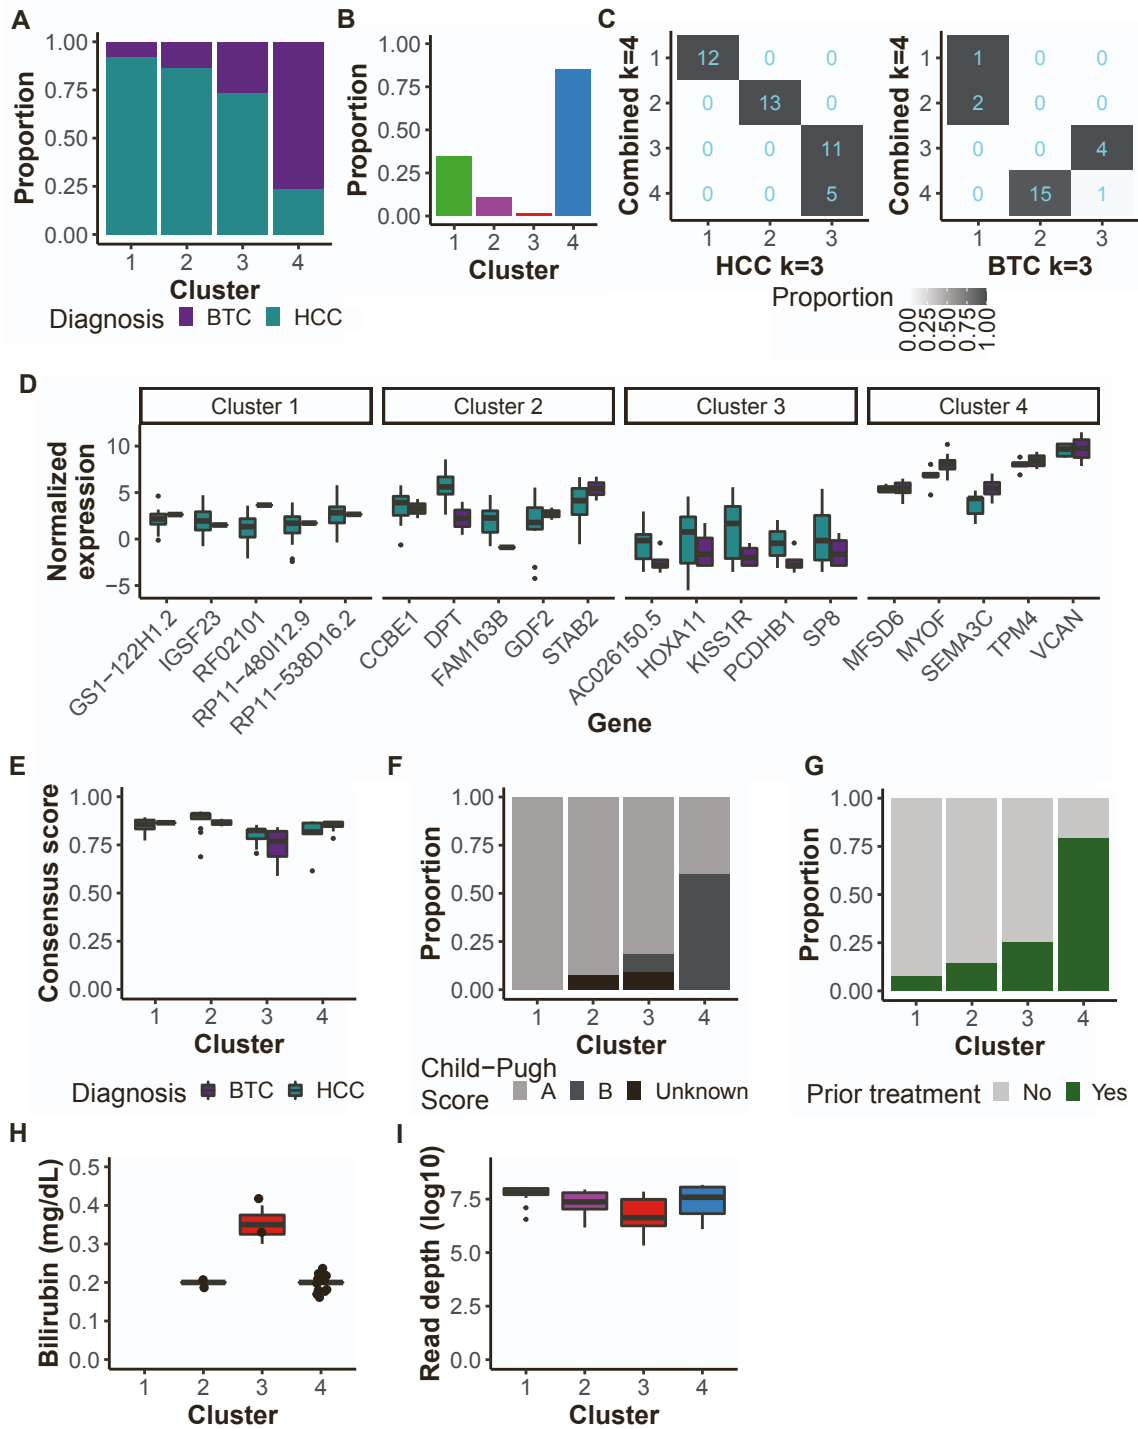 A
Proportion
1.00
0.75
0.50
0.25
0.00
1 2 3 4
Cluster
Diagnosis BTC HCC
B
Proportion
1.00
0.75
0.50
0.25
0.00
1 2 3 4
Cluster
C
Combined k=4
1 12 0 0
2 0 13 0
3 0 0 11
4 0 0 5
1 2 3
HCC k=3
Combined k=4
1 1 0 0
2 2 0 0
3 0 0 4
4 0 15 1
1 2 3
BTC k=3
Proportion
0.00 0.25 0.50 0.75 1.00
D
Cluster 1 Cluster 2 Cluster 3 Cluster 4
Normalized
expression
10
5
0
−5
GS1−122H1.2 IGSF23 RF02101 RP11−480I12.9 RP11−538D16.2 CCBE1 DPT FAM163B GDF2 STAB2 AC026150.5 HOXA11 KISS1R PCDHB1 SP8 MFSD6 MYOF SEMA3C TPM4 VCAN
Gene
E
Consensus score
1.00
0.75
0.50
0.25
0.00
1 2 3 4
Cluster
Diagnosis BTC HCC
F
Proportion
1.00
0.75
0.50
0.25
0.00
1 2 3 4
Cluster
Child−Pugh
Score A B Unknown
G
Proportion
1.00
0.75
0.50
0.25
0.00
1 2 3 4
Cluster
Prior treatment No Yes
H
Bilirubin (mg/dL)
0.5
0.4
0.3
0.2
0.1
0.0
1 2 3 4
Cluster
I
Read depth (log10)
7.5
5.0
2.5
0.0
1 2 3 4
Cluster